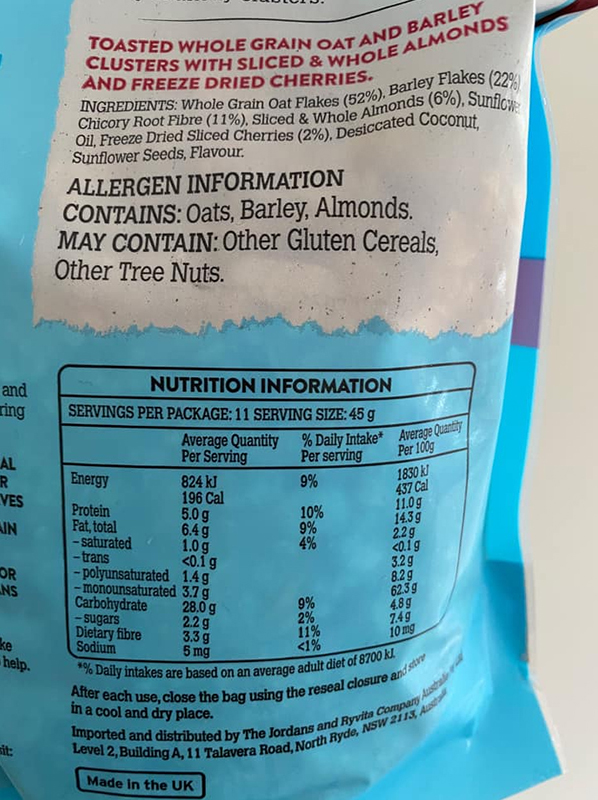 TOASTED WHOLE GRAIN OAT AND BARLEY
CLUSTERS WITH SLICED & WHOLE ALMONDS
AND FREEZE DRIED CHERRIES.
INGREDIENTS: Whole Grain Oat Flakes (52%), Barley Flakes (22%)
Chicory Root Fibre (11%), Sliced & Whole Almonds (6%), Sunflower
Oil, Freeze Dried Sliced Cherries (2%), Desiccated Coconut,
Sunflower Seeds, Flavour.
ALLERGEN INFORMATION
CONTAINS: Oats, Barley, Almonds.
MAY CONTAIN: Other Gluten Cereals,
Other Tree Nuts.
and
ring
AL
R
VES
AIN
OR
NS
ke
help.
it:
NUTRITION INFORMATION
SERVINGS PER PACKAGE: 11 SERVING SIZE: 45 g
Average Quantity % Daily Intake* Average Quantity
Per Serving Per serving Per 100g
Energy 824 kJ 9% 1830 kJ
196 Cal 437 Cal
Protein 5.0 g 10% 11.0 g
Fat, total 6.4 g 9% 14.3 g
- saturated 1.0 g 4% 2.2 g
- trans <0.1 g <0.1 g
- polyunsaturated 1.4 g 3.2 g
- monounsaturated 3.7 g 8.2 g
Carbohydrate 28.0 g 9% 62.3 g
- sugars 2.2 g 2% 4.8 g
Dietary fibre 3.3 g 11% 7.4 g
Sodium 5 mg <1% 10 mg
*% Daily intakes are based on an average adult diet of 8700 kJ.
After each use, close the bag using the reseal closure and store
in a cool and dry place.
Imported and distributed by The Jordans and Ryvita Company
Level 2, Building A, 11 Talavera Road, North Ryde, NSW 2113,
Made in the UK